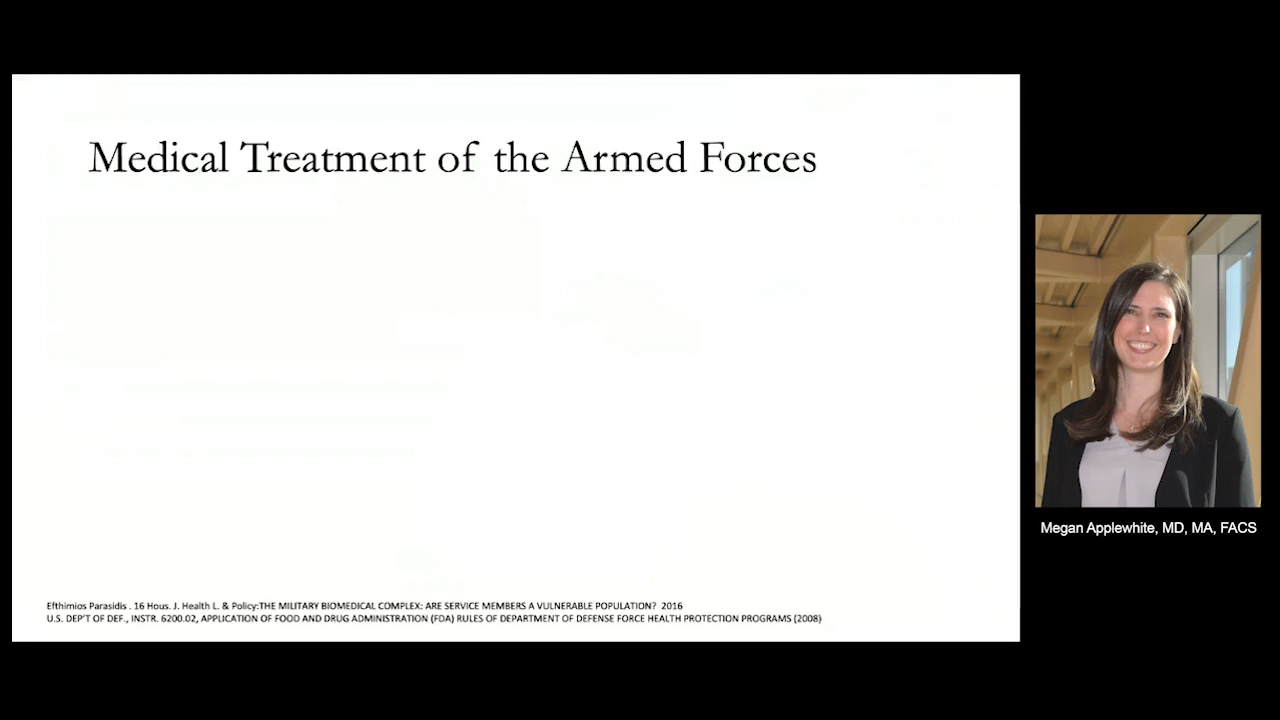 Medical Treatment of the Armed Forces
Megan Applewhite, MD, MA, FACS
Efthimios Parasidis . 16 Hous. J. Health L. & Policy:THE MILITARY BIOMEDICAL COMPLEX: ARE SERVICE MEMBERS A VULNERABLE POPULATION? 2016
U.S. DEP'T OF DEF., INSTR. 6200.02, APPLICATION OF FOOD AND DRUG ADMINISTRATION (FDA) RULES OF DEPARTMENT OF DEFENSE FORCE HEALTH PROTECTION PROGRAMS (2008)